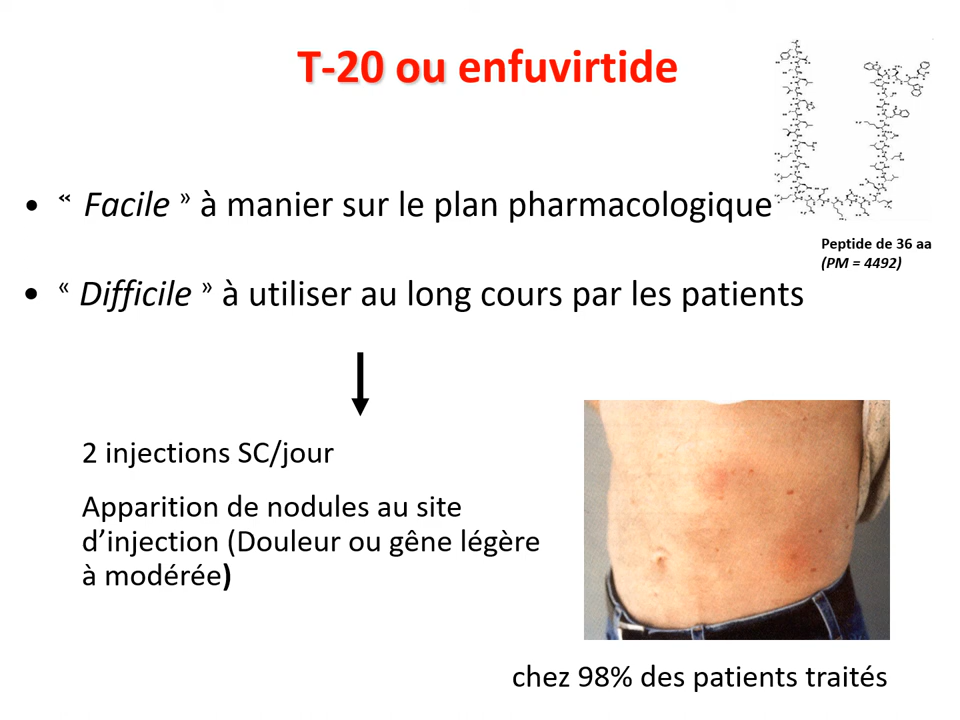 T-20 ou enfuvirtide
• « Facile » à manier sur le plan pharmacologique
Peptide de 36 aa
(PM = 4492)
• « Difficile » à utiliser au long cours par les patients
2 injections SC/jour
Apparition de nodules au site
d’injection (Douleur ou gêne légère
à modérée)
chez 98% des patients traités